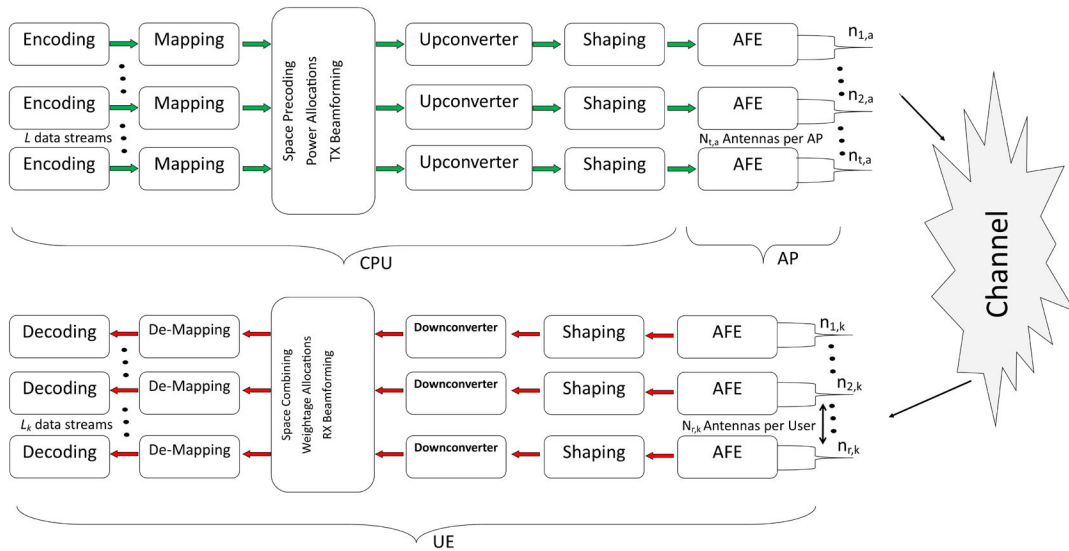 Encoding Mapping Upconverter Shaping AFE n1,a
Space Precoding
Power Allocations
TX Beamforming
Encoding Mapping Upconverter Shaping AFE n2,a
L data streams
Nt,a Antennas per AP
Encoding Mapping Upconverter Shaping AFE nt,a
CPU
AP
Channel
Decoding De-Mapping Downconverter Shaping AFE n1,k
Space Combining
Weightage Allocations
RX Beamforming
Decoding De-Mapping Downconverter Shaping AFE n2,k
Lk data streams
Nr,k Antennas per User
Decoding De-Mapping Downconverter Shaping AFE nr,k
UE